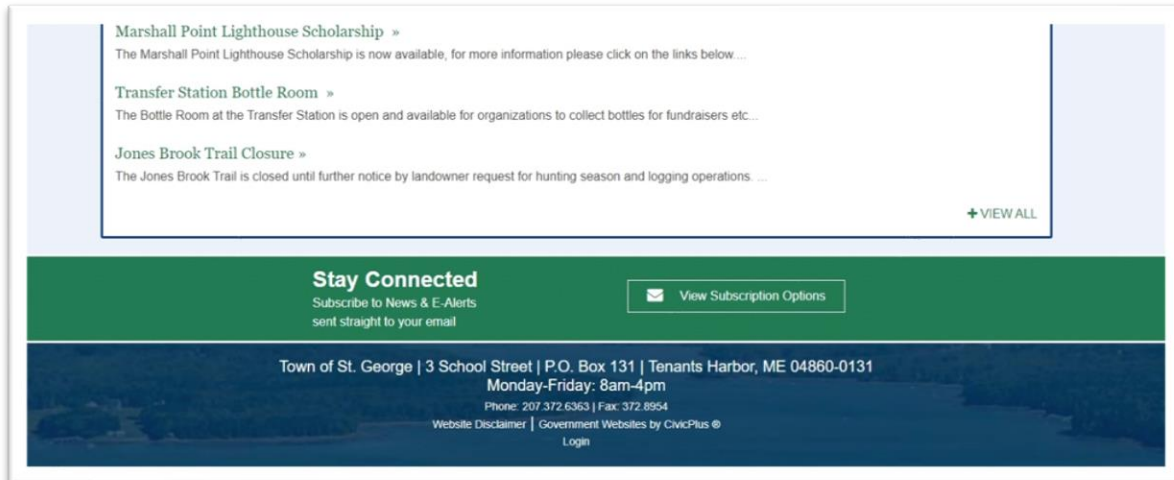 Marshall Point Lighthouse Scholarship »
The Marshall Point Lighthouse Scholarship is now available, for more information please click on the links below....
Transfer Station Bottle Room »
The Bottle Room at the Transfer Station is open and available for organizations to collect bottles for fundraisers etc...
Jones Brook Trail Closure »
The Jones Brook Trail is closed until further notice by landowner request for hunting season and logging operations. ...
+ VIEW ALL
Stay Connected
Subscribe to News & E-Alerts
sent straight to your email
View Subscription Options
Town of St. George | 3 School Street | P.O. Box 131 | Tenants Harbor, ME 04860-0131
Monday-Friday: 8am-4pm
Phone: 207.372.6363 | Fax: 372.8954
Website Disclaimer | Government Websites by CivicPlus ®
Login